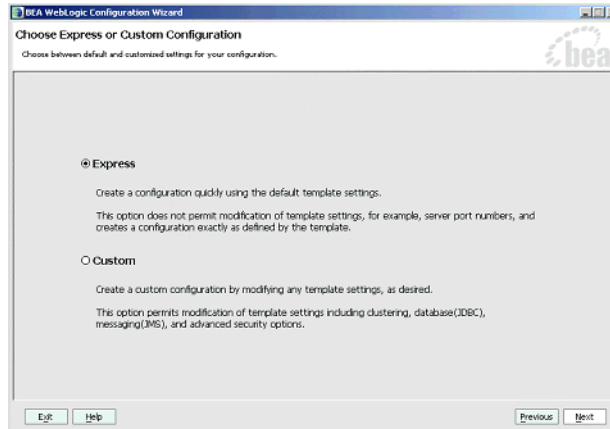 BEA WebLogic Configuration Wizard
Choose Express or Custom Configuration
Choose between default and customized settings for your configuration.
bea
Express
Create a configuration quickly using the default template settings.
This option does not permit modification of template settings, for example, server port numbers, and
creates a configuration exactly as defined by the template.
Custom
Create a custom configuration by modifying any template settings, as desired.
This option permits modification of template settings including clustering, database(JDBC),
messaging(JMS), and advanced security options.
Exit Help Previous Next